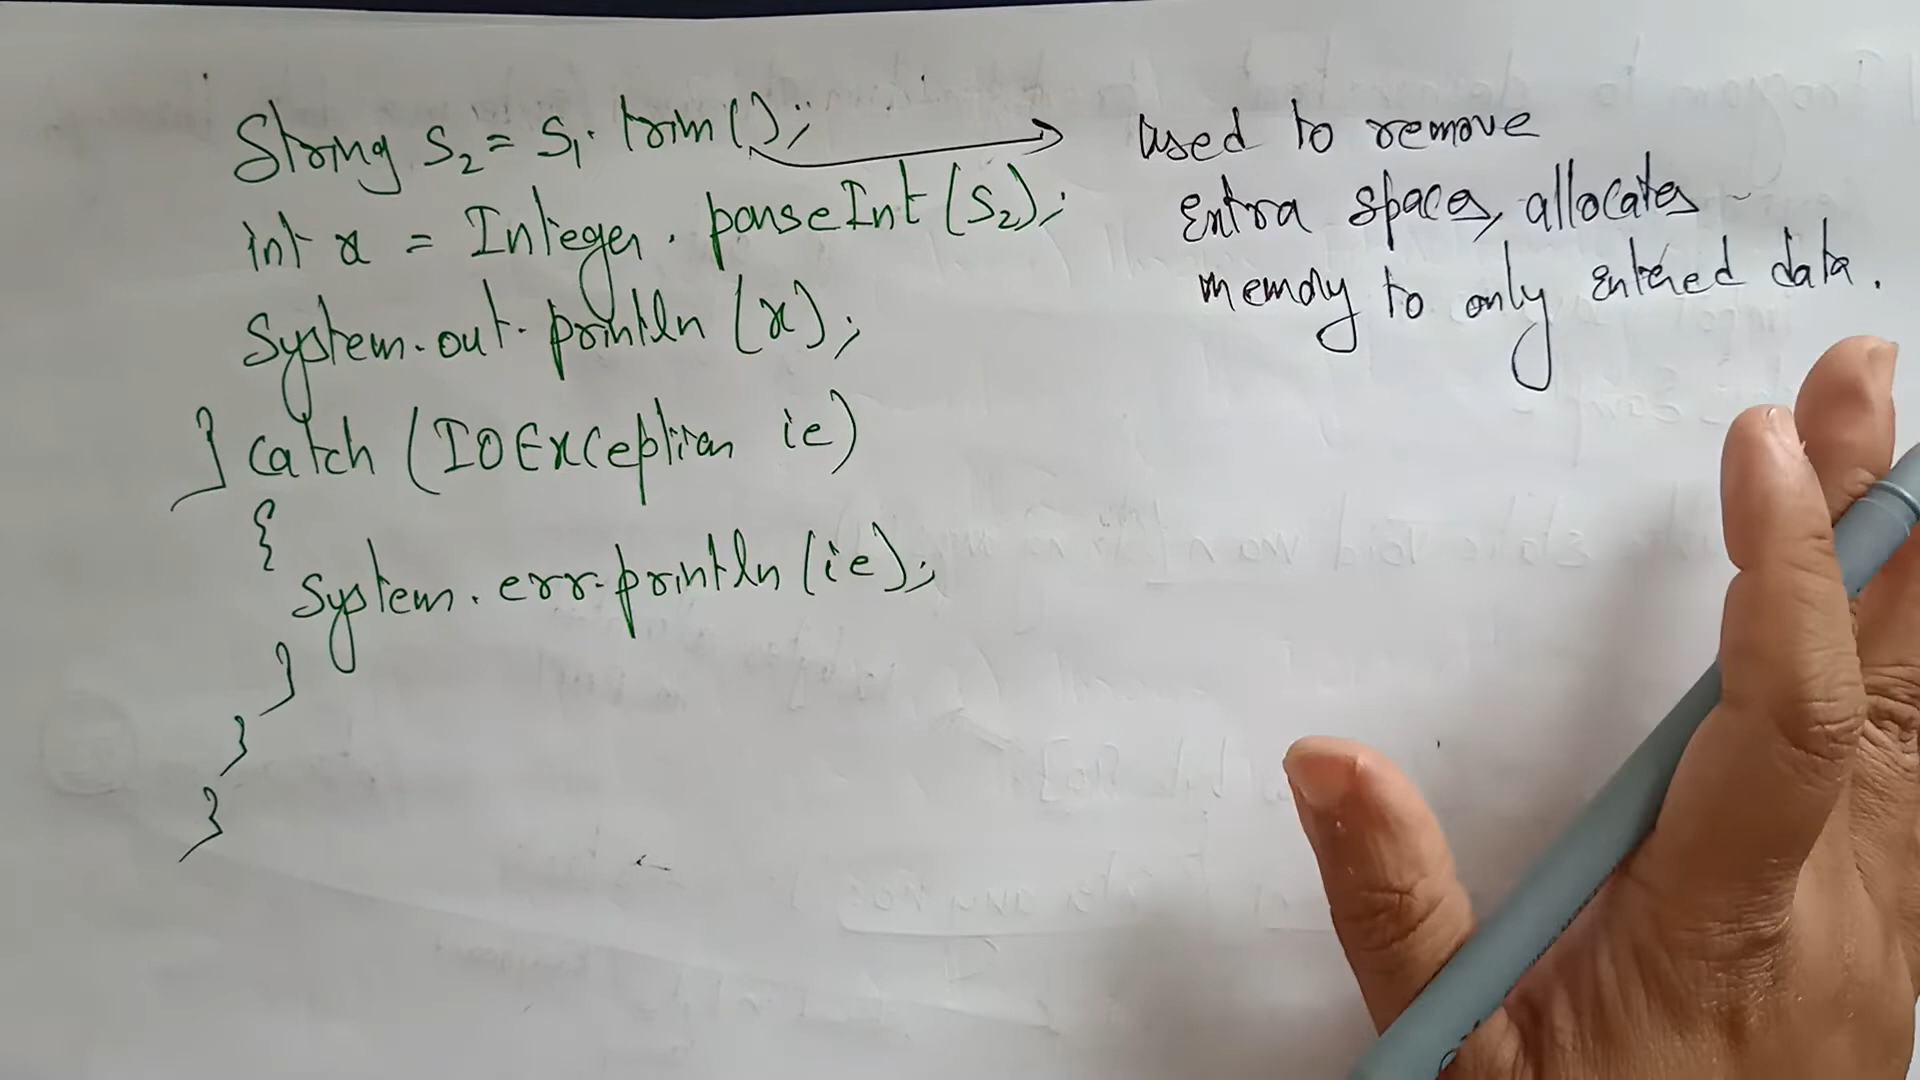 String s2 = s1. trim();
used to remove
int x = Integer. parseInt (s2);
Extra spaces, allocates
memory to only entered data.
System.out. println (x);
} catch (IOException ie)
{
System. err.println (ie);
}
}
}